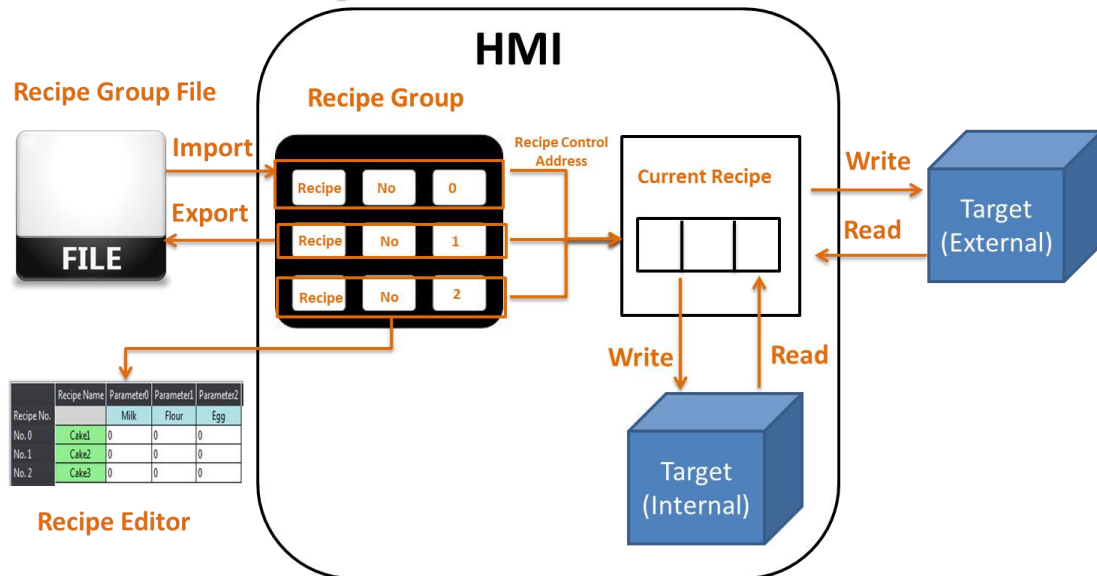 HMI
Recipe Group File
Recipe Group
Import
Export
FILE
Recipe No 0
Recipe No 1
Recipe No 2
Recipe Control
Address
Current Recipe
Write
Read
Target
(External)
Write
Read
Target
(Internal)
Recipe Name Parameter0 Parameter1 Parameter2
Recipe No. Milk Flour Egg
No. 0 Cake1 0 0 0
No. 1 Cake2 0 0 0
No. 2 Cake3 0 0 0
Recipe Editor